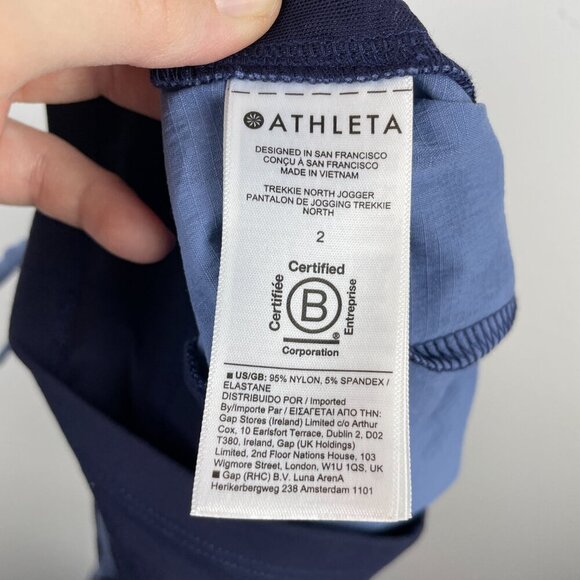 ATHLETA
DESIGNED IN SAN FRANCISCO
CONÇU À SAN FRANCISCO
MADE IN VIETNAM
TREKKIE NORTH JOGGER
PANTALON DE JOGGING TREKKIE
NORTH
2
Certified
Certifiée
B
®
Entreprise
Corporation
■ US/GB: 95% NYLON, 5% SPANDEX/
ELASTANE
DISTRIBUIDO POR / Imported
By/Importe Par / ΕΙΣΑΓΕΤΑΙ ΑΠΟ ΤΗΝ:
Gap Stores (Ireland) Limited c/o Arthur
Cox, 10 Earlsfort Terrace, Dublin 2, D02
T380, Ireland, Gap (UK Holdings)
Limited, 2nd Floor Nations House, 103
Wigmore Street, London, W1U 1QS, UK
■ Gap (RHC) B.V. Luna ArenA
Herikerbergweg 238 Amsterdam 1101